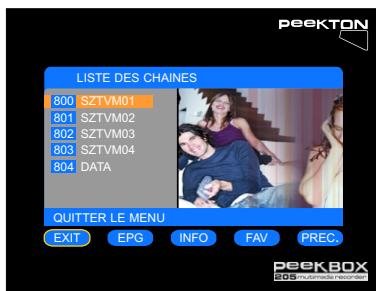 PEEKTON
LISTE DES CHAINES
800 SZTVM01
801 SZTVM02
802 SZTVM03
803 SZTVM04
804 DATA
QUITTER LE MENU
EXIT EPG INFO FAV PREC.
PEEKBOX
205 mutimade recorder